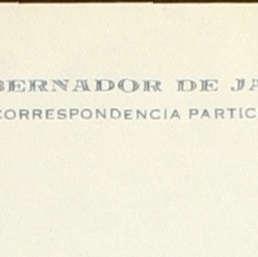 BERNADOR DE JA
CORRESPONDENCIA PARTIC